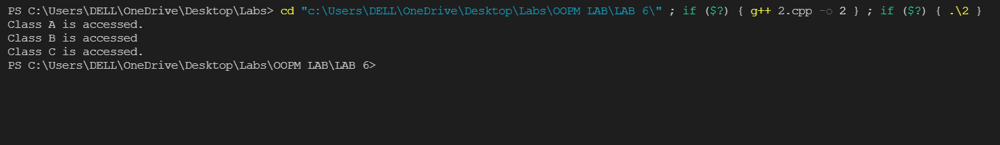 PS C:\Users\DELL\OneDrive\Desktop\Labs> cd "c:\Users\DELL\OneDrive\Desktop\Labs\OOPM LAB\LAB 6\" ; if ($?) { g++ 2.cpp -o 2 } ; if ($?) { .\2 }
Class A is accessed.
Class B is accessed
Class C is accessed.
PS C:\Users\DELL\OneDrive\Desktop\Labs\OOPM LAB\LAB 6>